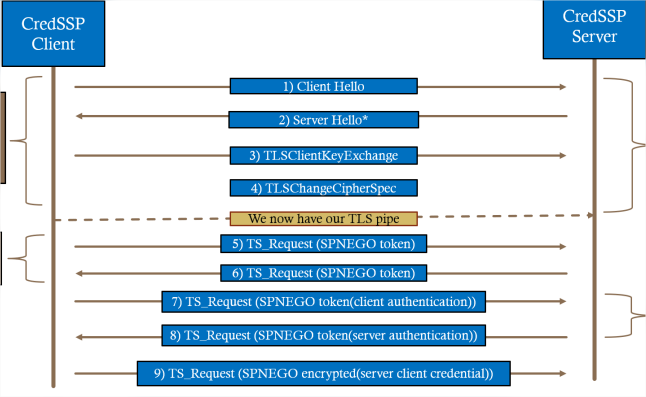 CredSSP
Client
CredSSP
Server
1) Client Hello
2) Server Hello*
3) TLSClientKeyExchange
4) TLSChangeCipherSpec
We now have our TLS pipe
5) TS_Request (SPNEGO token)
6) TS_Request (SPNEGO token)
7) TS_Request (SPNEGO token(client authentication))
8) TS_Request (SPNEGO token(server authentication))
9) TS_Request (SPNEGO encrypted(server client credential))